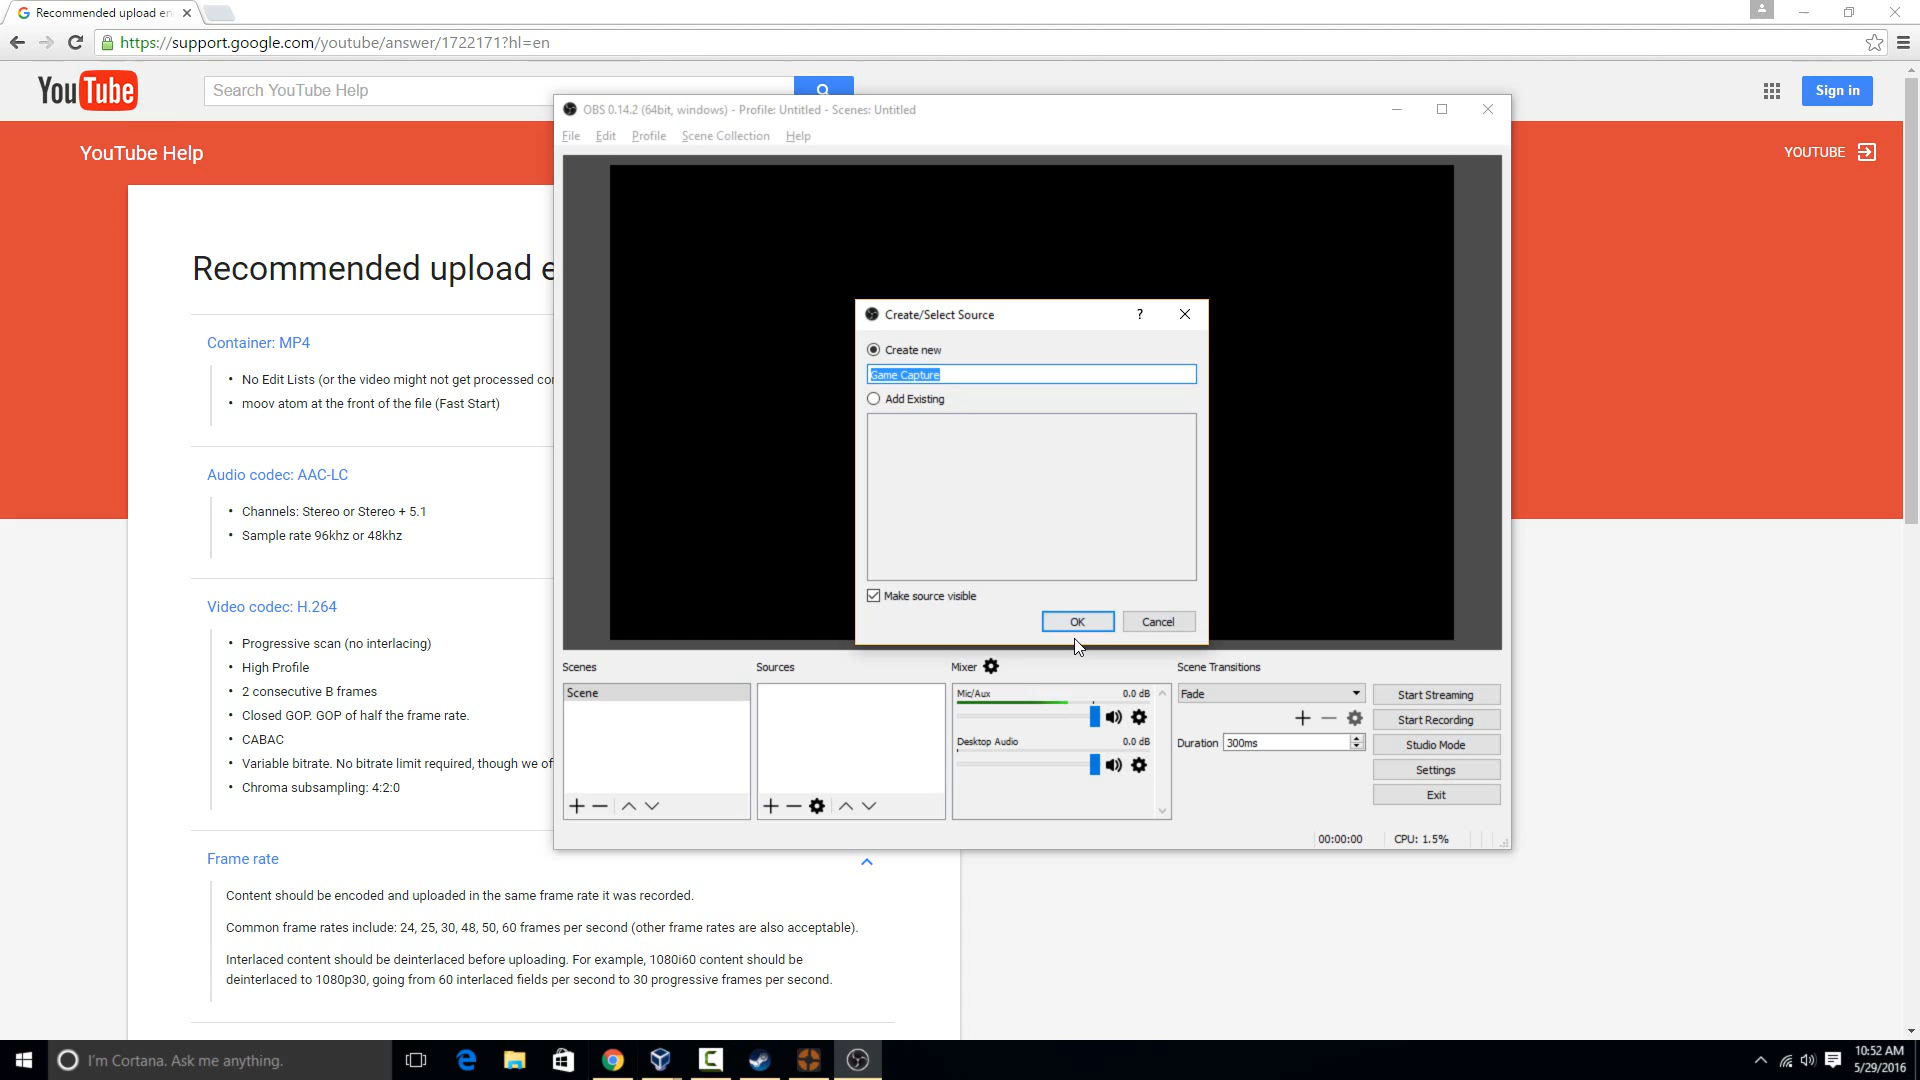 Recommended upload en
https://support.google.com/youtube/answer/1722171?hl=en
YouTube
Search YouTube Help
Sign in
YouTube Help
YOUTUBE
Recommended upload e
Container: MP4
• No Edit Lists (or the video might not get processed cor
• moov atom at the front of the file (Fast Start)
Audio codec: AAC-LC
• Channels: Stereo or Stereo + 5.1
• Sample rate 96khz or 48khz
Video codec: H.264
• Progressive scan (no interlacing)
• High Profile
• 2 consecutive B frames
• Closed GOP. GOP of half the frame rate.
• CABAC
• Variable bitrate. No bitrate limit required, though we of
• Chroma subsampling: 4:2:0
Frame rate
Content should be encoded and uploaded in the same frame rate it was recorded.
Common frame rates include: 24, 25, 30, 48, 50, 60 frames per second (other frame rates are also acceptable).
Interlaced content should be deinterlaced before uploading. For example, 1080i60 content should be
deinterlaced to 1080p30, going from 60 interlaced fields per second to 30 progressive frames per second.
OBS 0.14.2 (64bit, windows) - Profile: Untitled - Scenes: Untitled
File Edit Profile Scene Collection Help
Create/Select Source
?
Create new
Game Capture
Add Existing
Make source visible
OK Cancel
Scenes
Scene
Sources
Mixer
Mic/Aux 0.0 dB
Desktop Audio 0.0 dB
Scene Transitions
Fade
Duration 300ms
Start Streaming
Start Recording
Studio Mode
Settings
Exit
00:00:00 CPU: 1.5%
I'm Cortana. Ask me anything.
10:52 AM
5/29/2016